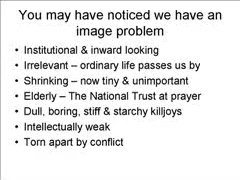 You may have noticed we have an
image problem
• Institutional & inward looking
• Irrelevant – ordinary life passes us by
• Shrinking – now tiny & unimportant
• Elderly – The National Trust at prayer
• Dull, boring, stiff & starchy killjoys
• Intellectually weak
• Torn apart by conflict